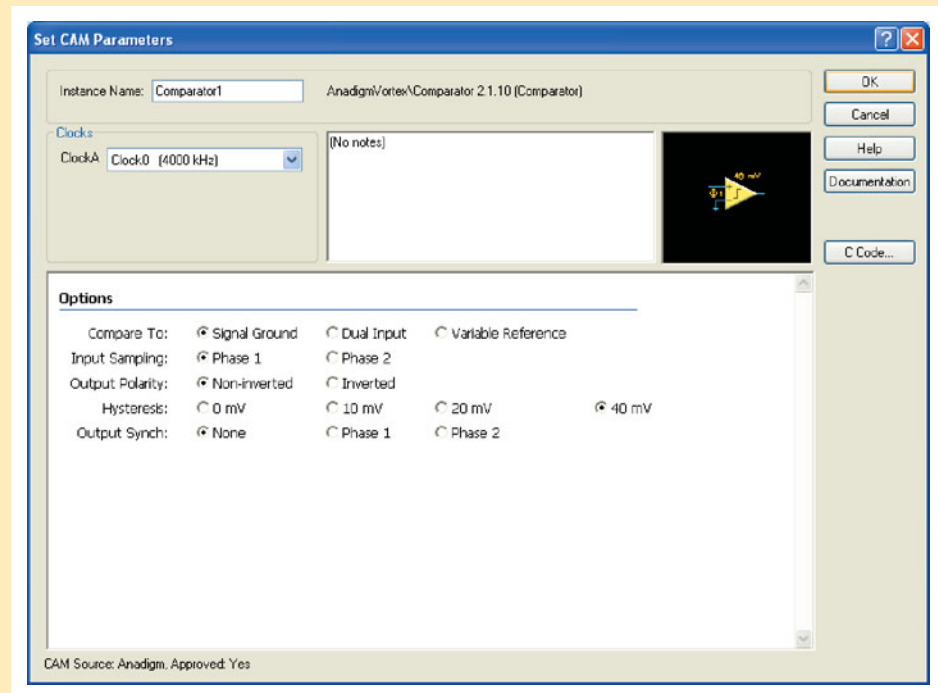 Set CAM Parameters
Instance Name: Comparator1
AnadigmVortex\Comparator 2.1.10 (Comparator)
OK
Cancel
Help
Documentation
C Code...
Clocks
ClockA Clock0 (4000 kHz)
(No notes)
40 mV
Φ1
Options
Compare To: Signal Ground Dual Input Variable Reference
Input Sampling: Phase 1 Phase 2
Output Polarity: Non-inverted Inverted
Hysteresis: 0 mV 10 mV 20 mV 40 mV
Output Synch: None Phase 1 Phase 2
CAM Source: Anadigm, Approved: Yes